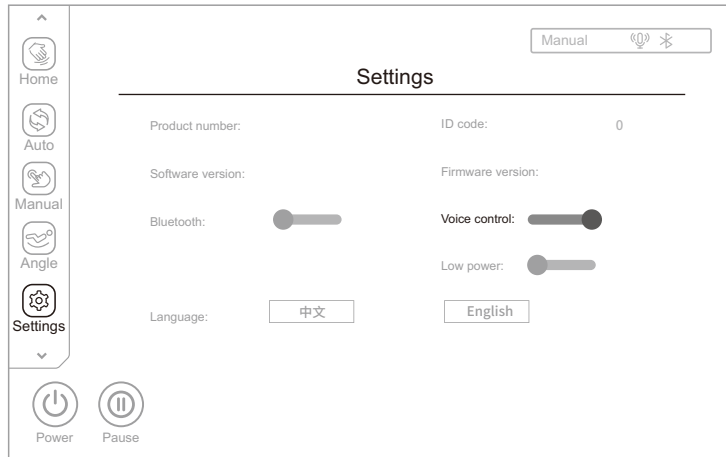 Home
Auto
Manual
Angle
Settings
Manual
Settings
Product number:
ID code: 0
Software version:
Firmware version:
Bluetooth:
Voice control:
Low power:
Language:
中文
English
Power
Pause